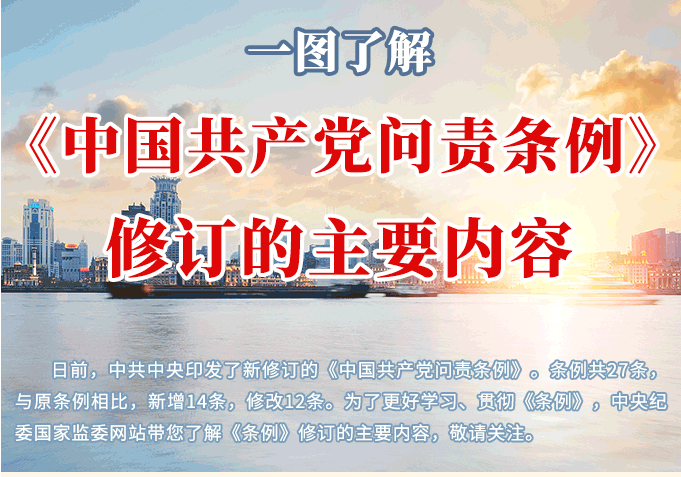 一图了解
《中国共产党问责条例》
修订的主要内容
日前，中共中央印发了新修订的《中国共产党问责条例》。条例共27条，
与原条例相比，新增14条，修改12条。为了更好学习、贯彻《条例》，中央纪
委国家监委网站带您了解《条例》修订的主要内容，敬请关注。